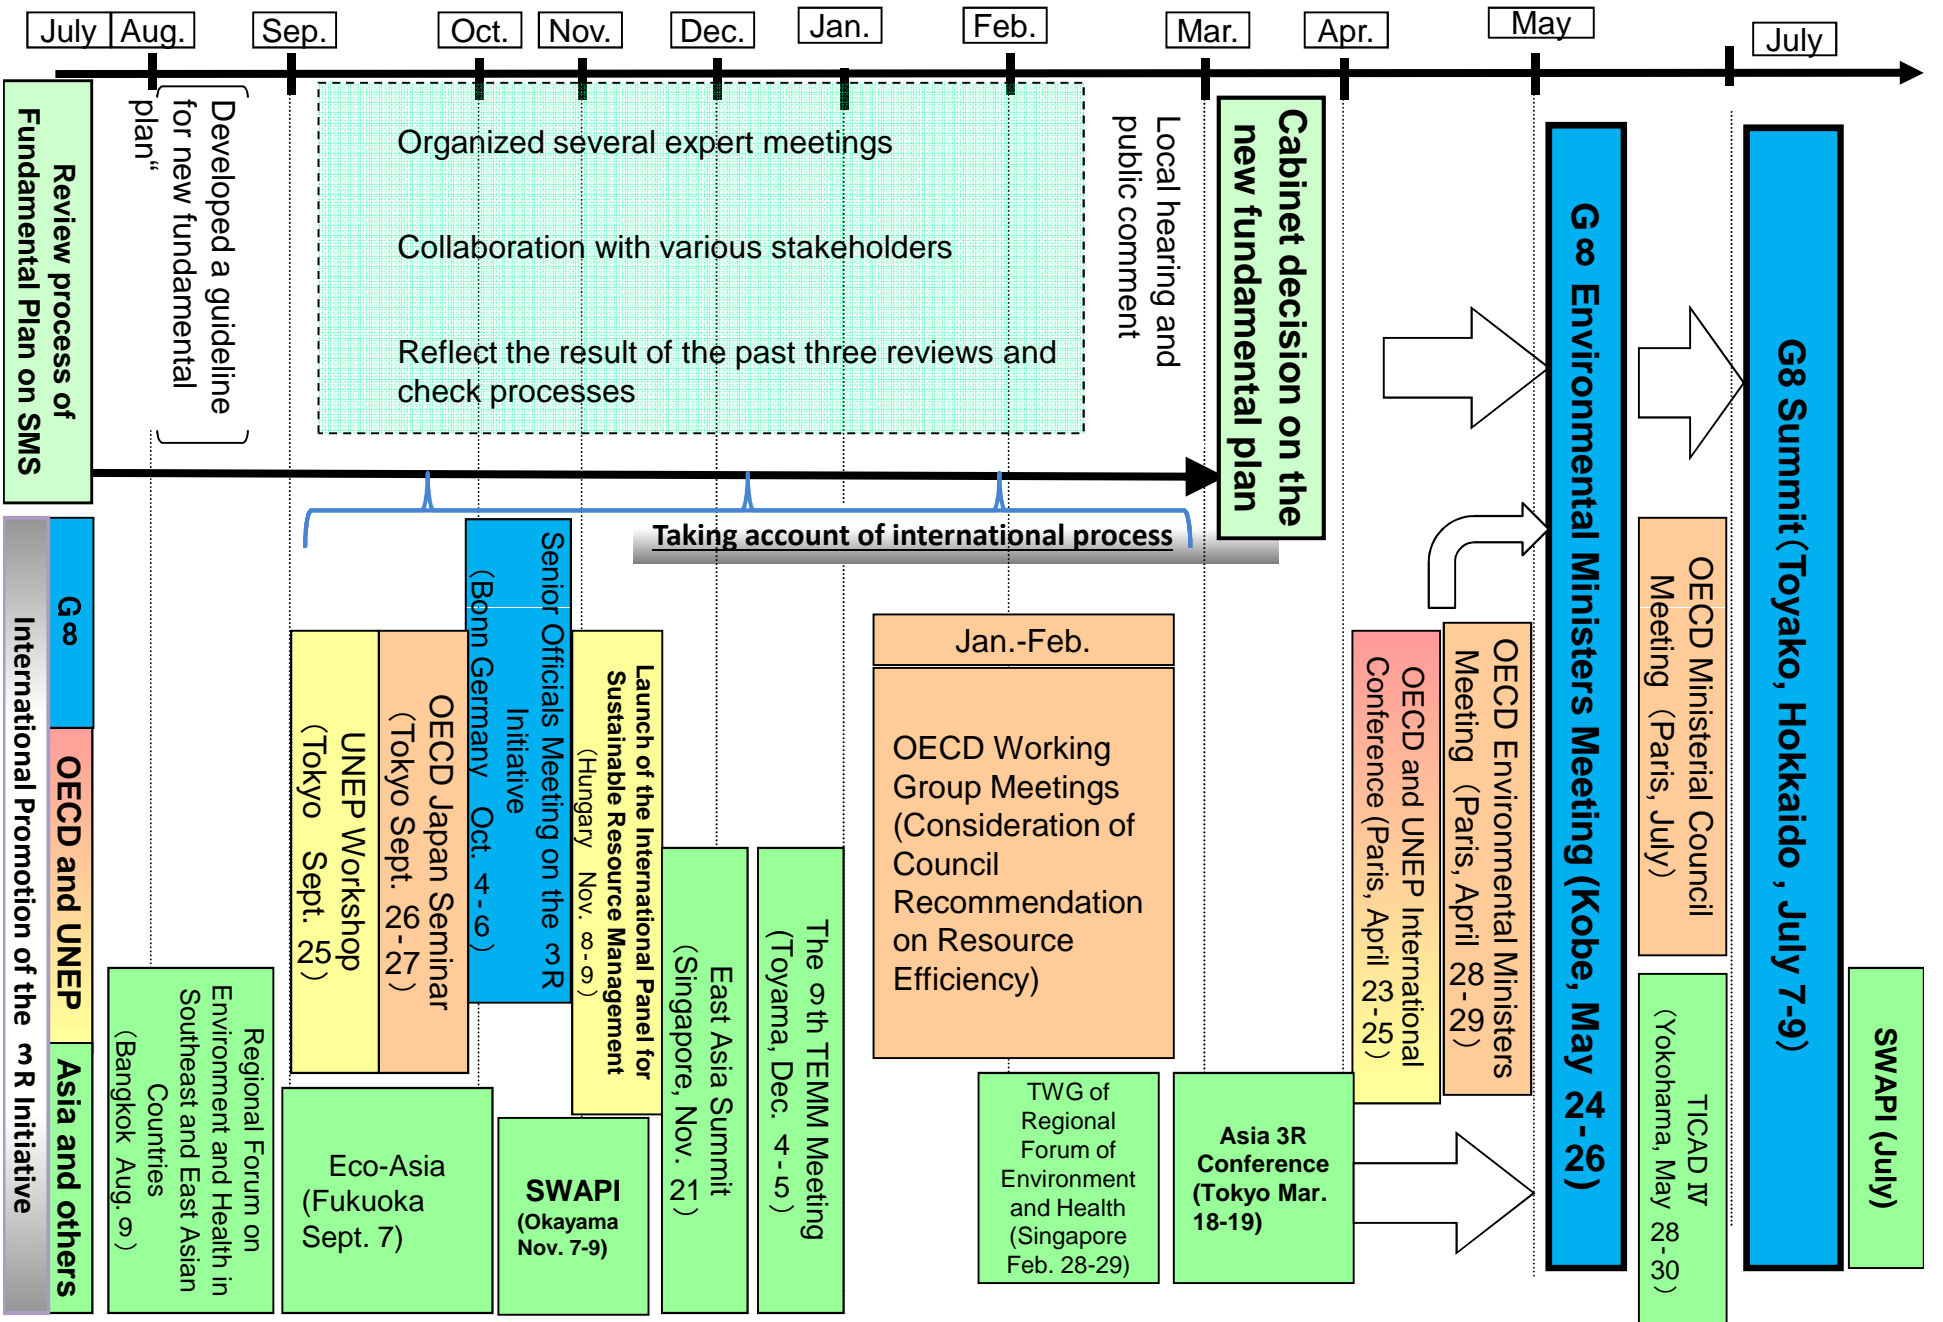 July
Aug.
Sep.
Oct.
Nov.
Dec.
Jan.
Feb.
Mar.
Apr.
May
July
Review process of
Fundamental Plan on SMS
Developed a guideline
for new fundamental
plan“
Organized several expert meetings
Collaboration with various stakeholders
Reflect the result of the past three reviews and
check processes
Local hearing and
public comment
Cabinet decision on the
new fundamental plan
Taking account of international process
International Promotion of the 3R Initiative
G8
OECD and UNEP
Asia and others
Regional Forum on
Environment and Health in
Southeast and East Asian
Countries
(Bangkok Aug. 9)
UNEP Workshop
(Tokyo Sept. 25)
OECD Japan Seminar
(Tokyo Sept. 26-27)
Senior Officials Meeting on the 3R
Initiative
(Bonn Germany Oct. 4-6)
Launch of the International Panel for
Sustainable Resource Management
(Hungary Nov. 8-9)
Eco-Asia
(Fukuoka
Sept. 7)
SWAPI
(Okayama
Nov. 7-9)
East Asia Summit
(Singapore, Nov. 21)
The 9th TEMM Meeting
(Toyama, Dec. 4-5)
Jan.-Feb.
OECD Working
Group Meetings
(Consideration of
Council
Recommendation
on Resource
Efficiency)
TWG of
Regional
Forum of
Environment
and Health
(Singapore
Feb. 28-29)
Asia 3R
Conference
(Tokyo Mar.
18-19)
OECD and UNEP International
Conference (Paris, April 23-25)
OECD Environmental Ministers
Meeting (Paris, April 28-29)
G8 Environmental Ministers Meeting (Kobe, May 24-26)
OECD Ministerial Council
Meeting (Paris, July)
TICAD Ⅳ
(Yokohama, May 28-30)
G8 Summit(Toyako, Hokkaido , July 7-9)
SWAPI (July)